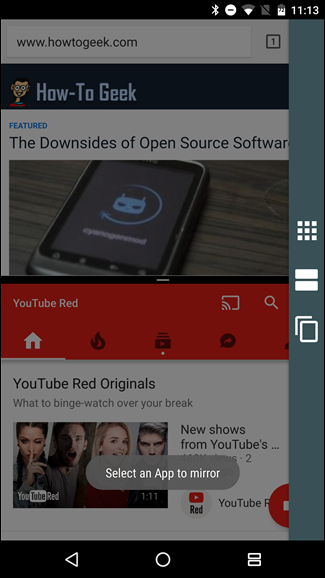 11:13
www.howtogeek.com
1
How-To Geek
FEATURED
The Downsides of Open Source Softwar
cyanogenmod
YouTube Red
YouTube Red Originals
What to binge-watch over your break
New shows
from YouTube's ...
views · 2
Select an App to mirror
YouTube Red
1:11
Red
YouTube R